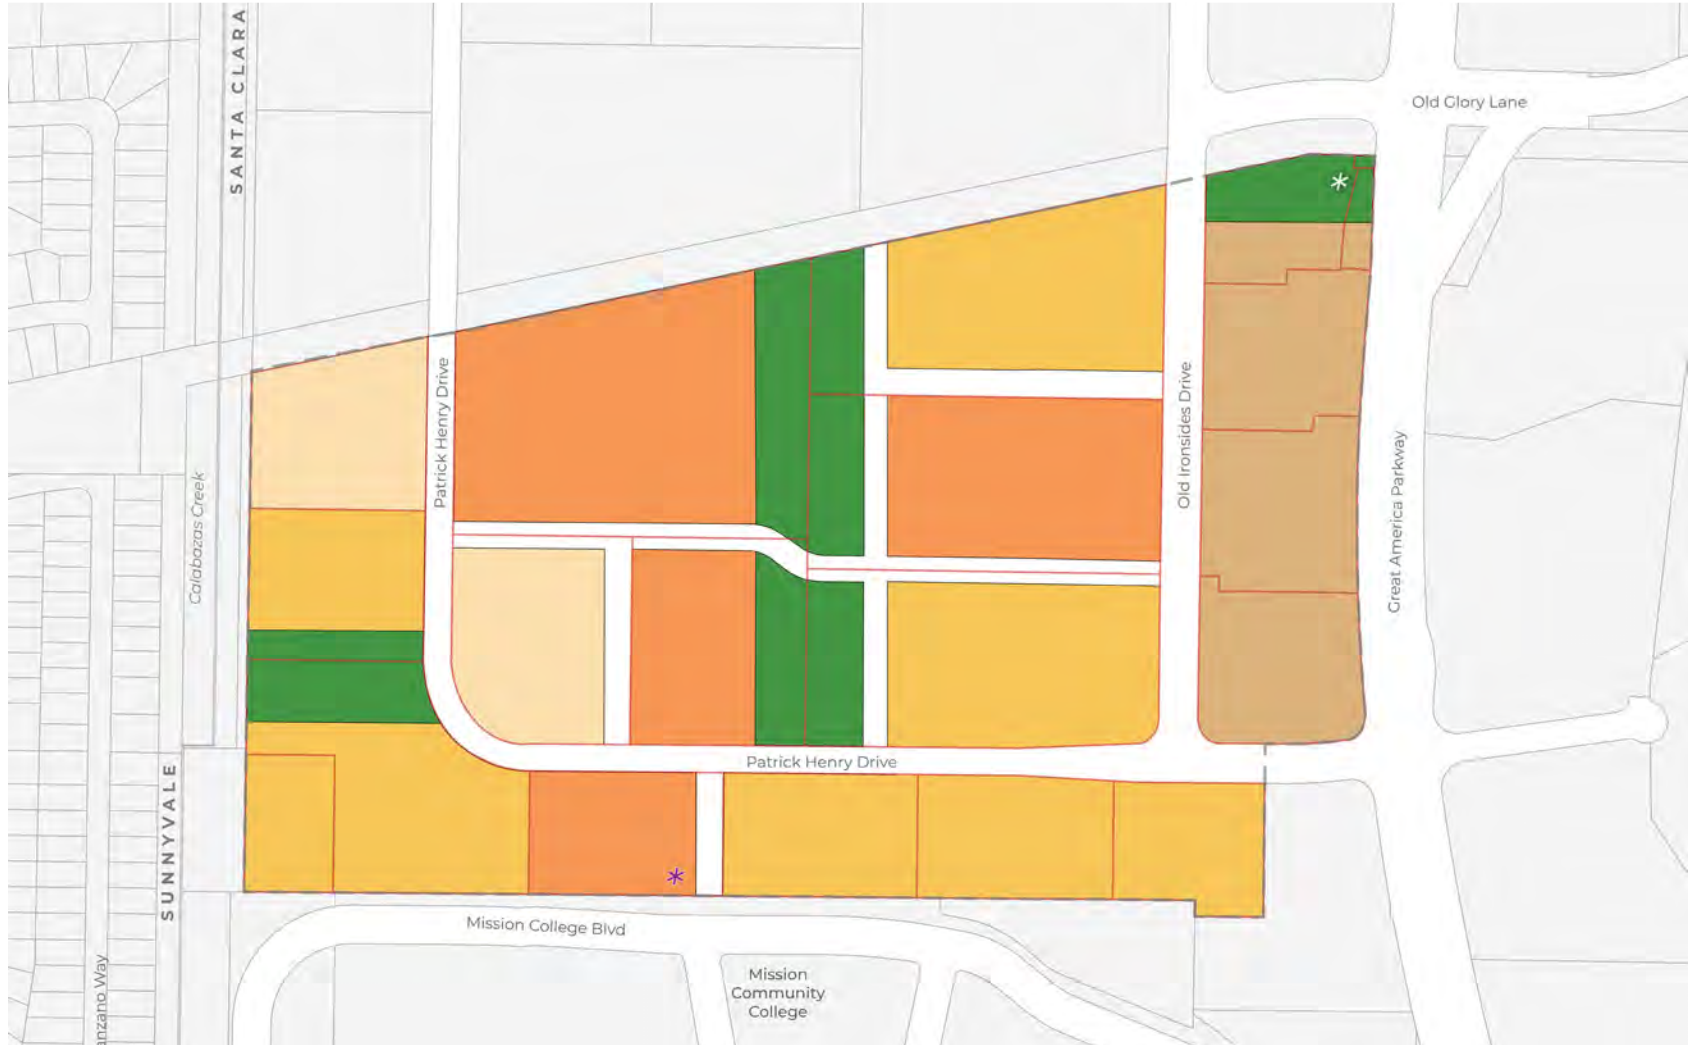 SANTA CLARA
Old Glory Lane
Patrick Henry Drive
Old Ironsides Drive
Great America Parkway
Calabazas Creek
Patrick Henry Drive
SUNNYVALE
Mission College Blvd
Mission
Community
College
anzano Way